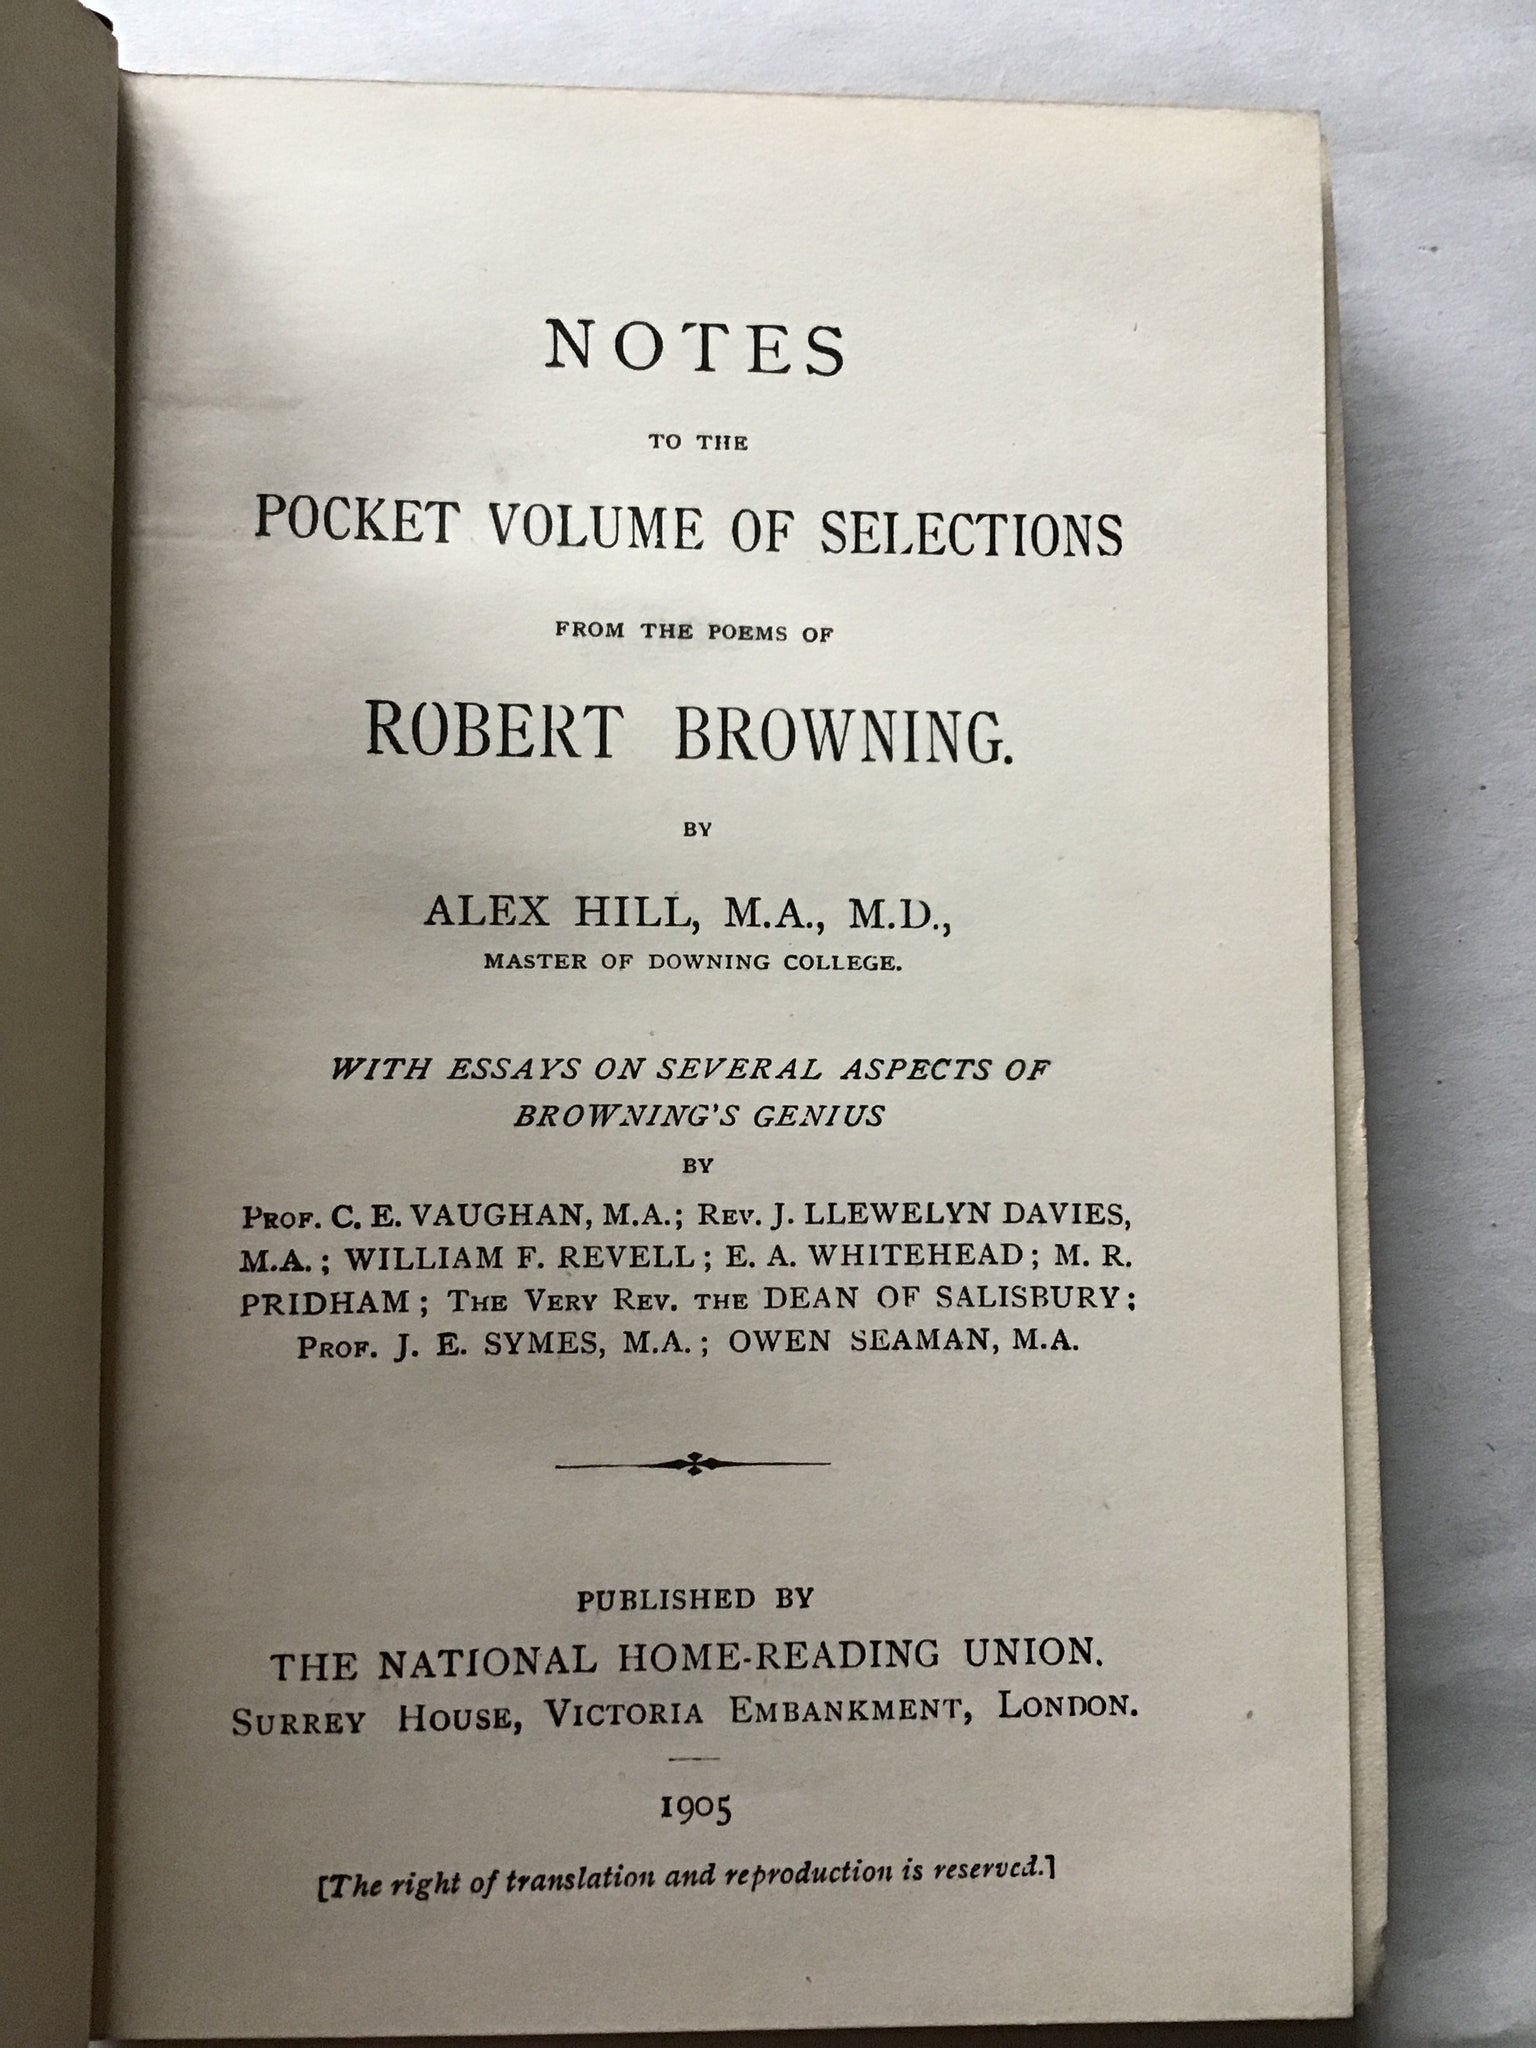 NOTES
TO THE
POCKET VOLUME OF SELECTIONS
FROM THE POEMS OF
ROBERT BROWNING.
BY
ALEX HILL, M.A., M.D.,
MASTER OF DOWNING COLLEGE.
WITH ESSAYS ON SEVERAL ASPECTS OF
BROWNING'S GENIUS
BY
PROF. C. E. VAUGHAN, M.A.; REV. J. LLEWELYN DAVIES,
M.A.; WILLIAM F. REVELL; E. A. WHITEHEAD; M. R.
PRIDHAM; THE VERY REV. THE DEAN OF SALISBURY;
PROF. J. E. SYMES, M.A.; OWEN SEAMAN, M.A.
PUBLISHED BY
THE NATIONAL HOME-READING UNION.
SURREY HOUSE, VICTORIA EMBANKMENT, LONDON.
1905
[The right of translation and reproduction is reserved.]